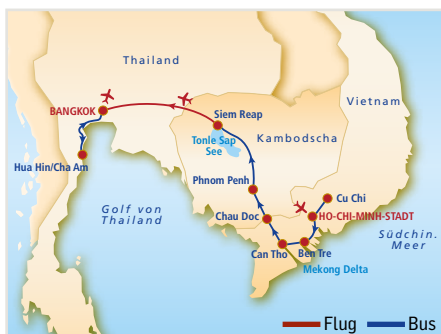 Thailand
Vietnam
BANGKOK
Siem Reap
Tonle Sap
See
Kambodscha
Hua Hin/Cha Am
Phnom Penh
Cu Chi
Golf von
Thailand
Chau Doc
HO-CHI-MINH-STADT
Südchin.
Meer
Can Tho
Ben Tre
Mekong Delta
Flug
Bus